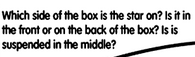 Which side of the box is the star on? Is it in
the front or on the back of the box? Is is
suspended in the middle?